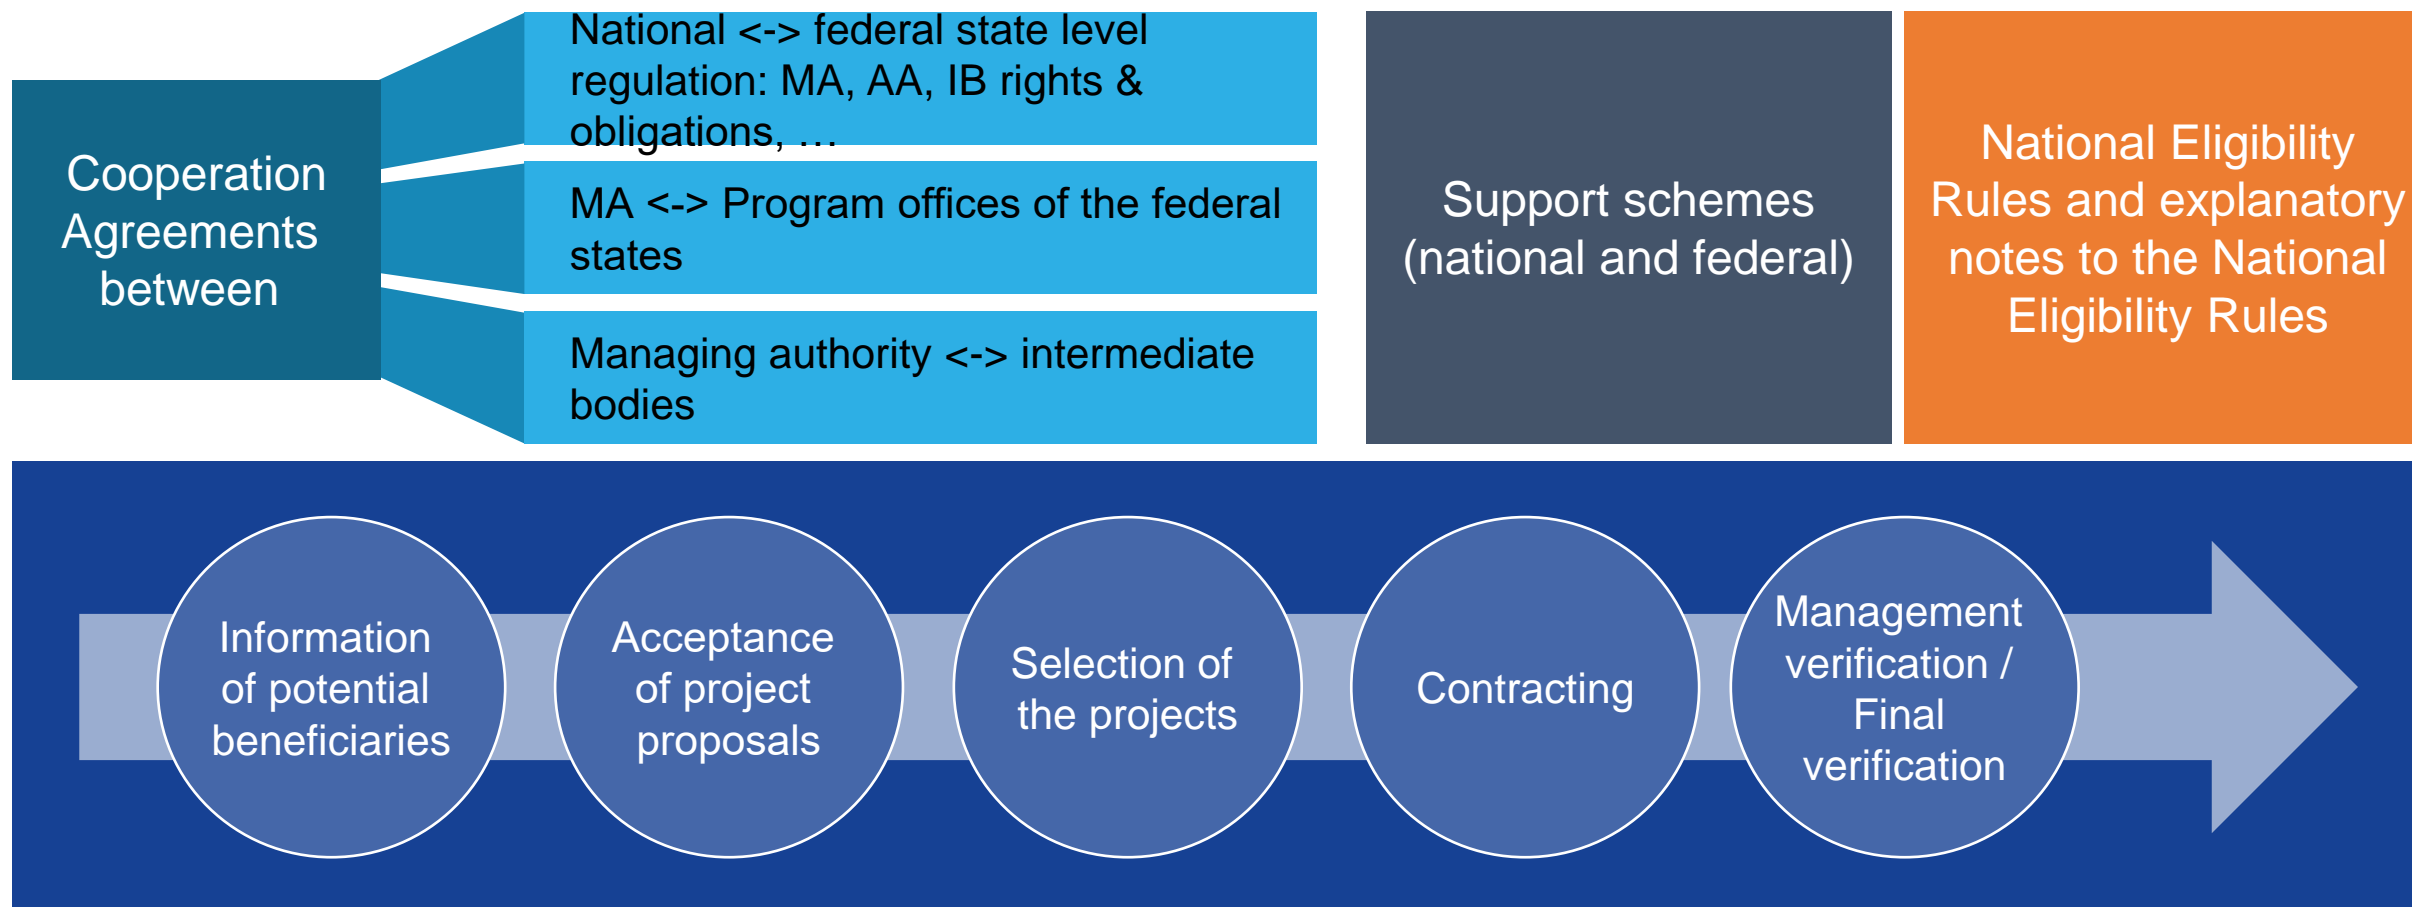 Cooperation
Agreements
between
National <-> federal state level
regulation: MA, AA, IB rights &
obligations, …
MA <-> Program offices of the federal
states
Managing authority <-> intermediate
bodies
Support schemes
(national and federal)
National Eligibility
Rules and explanatory
notes to the National
Eligibility Rules
Information
of potential
beneficiaries
Acceptance
of project
proposals
Selection of
the projects
Contracting
Management
verification /
Final
verification